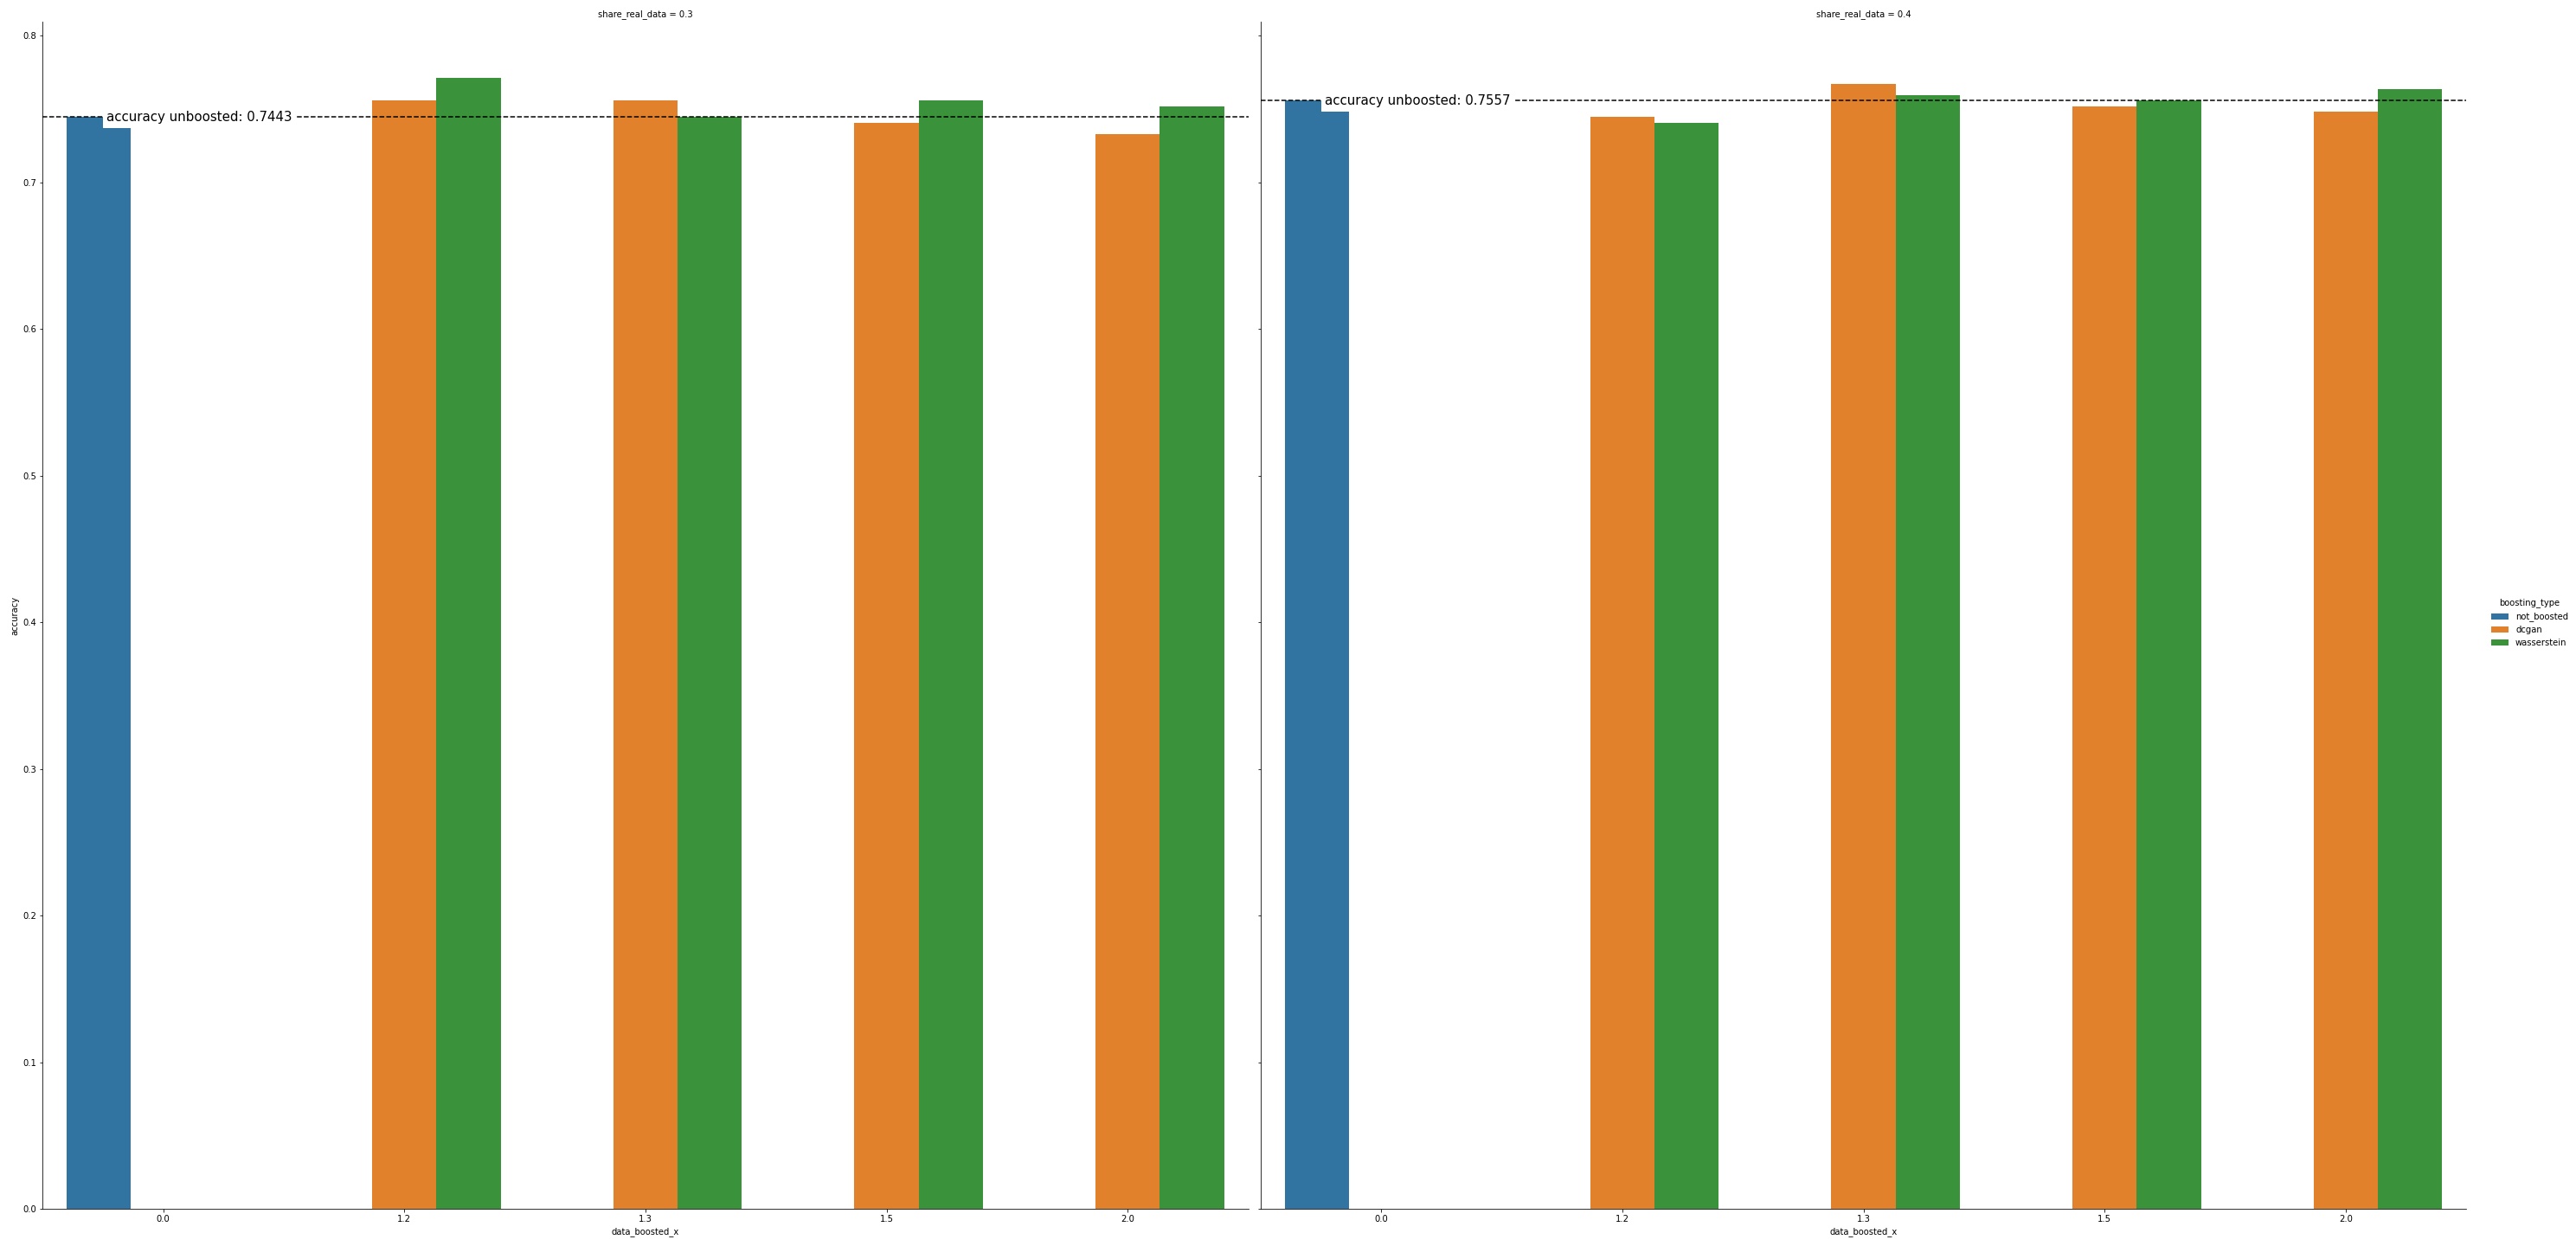 share_real_data = 0.3
share_real_data = 0.4
0.8
0.7
0.6
0.5
0.4
0.3
0.2
0.1
0.0
accuracy
accuracy unboosted: 0.7443
accuracy unboosted: 0.7557
0.0 1.2 1.3 1.5 2.0
data_boosted_x
0.0 1.2 1.3 1.5 2.0
data_boosted_x
boosting_type
not_boosted
dcgan
wasserstein